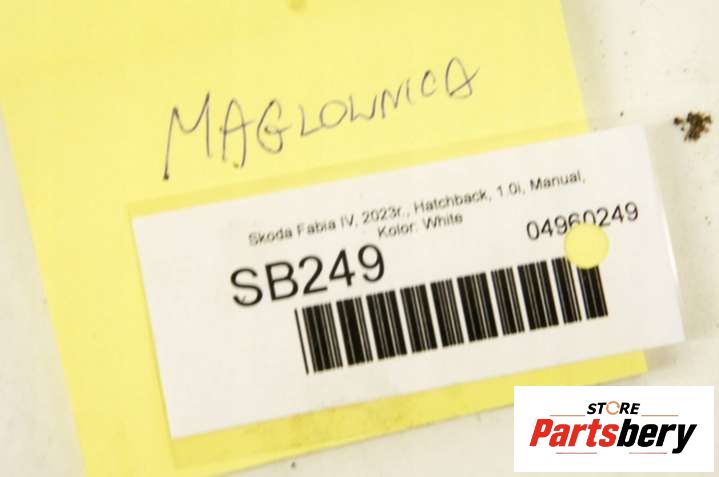 MAGLOWNICA
Skoda Fabia IV, 2023r., Hatchback, 1.0i, Manual,
Kolor: White
SB249
04960249
STORE
Partsbery